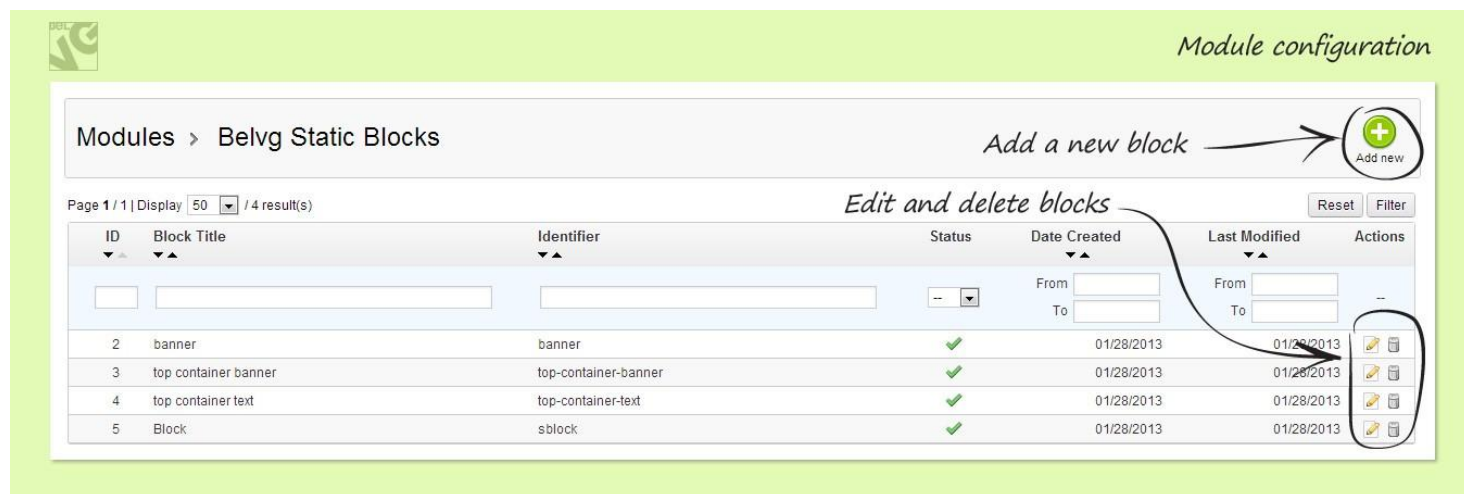 BEL
VG
Module configuration
Modules > Belvg Static Blocks
Add a new block
Add new
Page 1 / 1 | Display 50 / 4 result(s)
Edit and delete blocks
Reset Filter
ID Block Title Identifier Status Date Created Last Modified Actions
From From
-- --
To To
2 banner banner 01/28/2013 01/28/2013
3 top container banner top-container-banner 01/28/2013 01/28/2013
4 top container text top-container-text 01/28/2013 01/28/2013
5 Block sblock 01/28/2013 01/28/2013